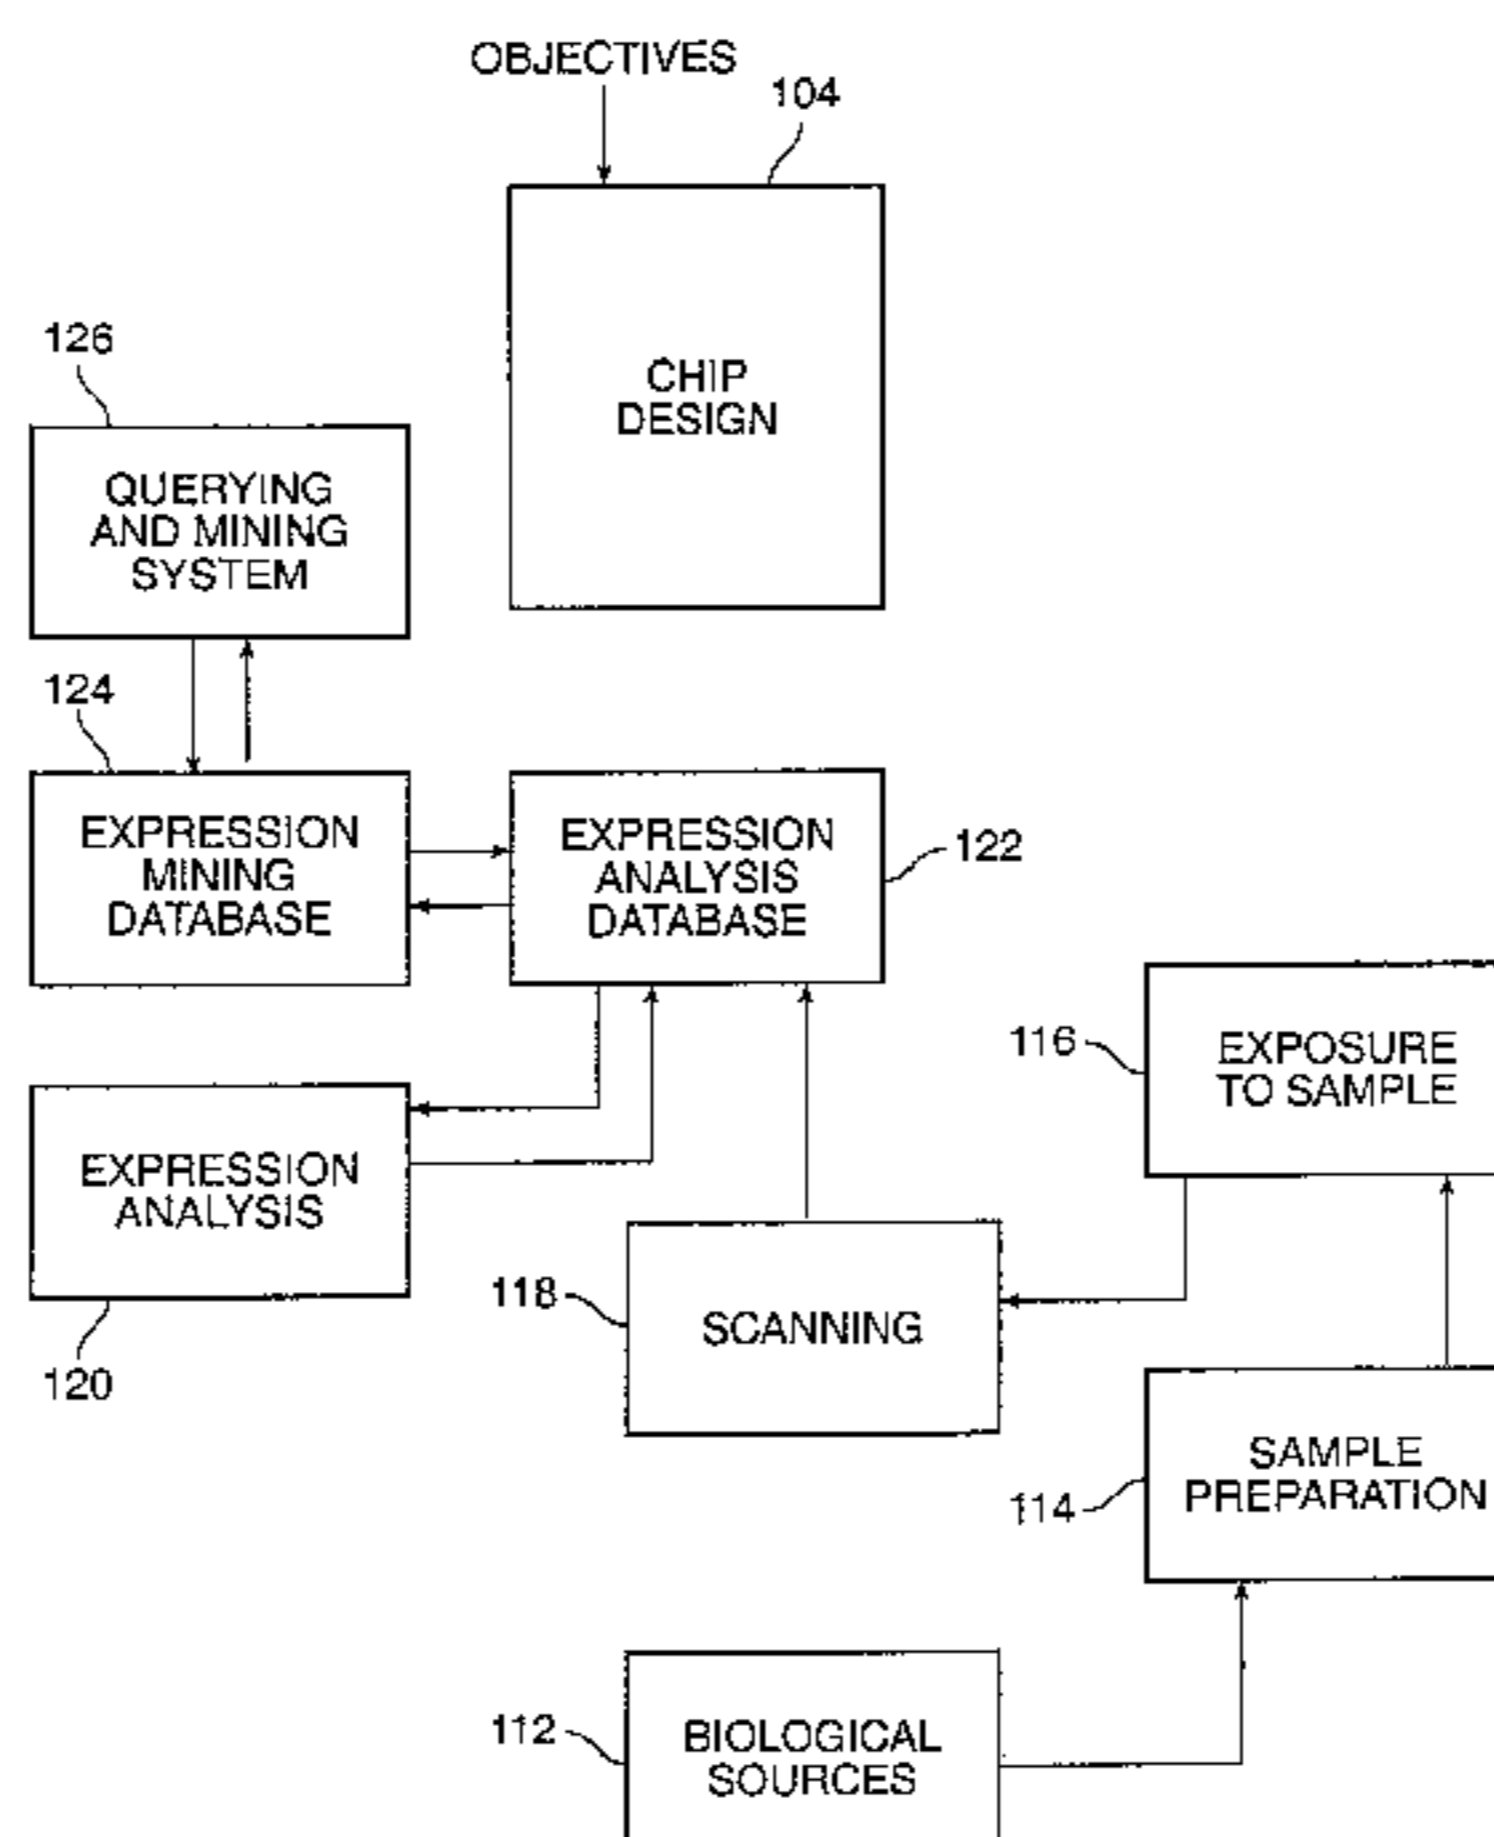 OBJECTIVES
104
CHIP
DESIGN
126
QUERYING
AND MINING
SYSTEM
124
EXPRESSION
MINING
DATABASE
EXPRESSION
ANALYSIS
DATABASE
122
116
EXPOSURE
TO SAMPLE
EXPRESSION
ANALYSIS
120
118
SCANNING
114
SAMPLE
PREPARATION
112
BIOLOGICAL
SOURCES